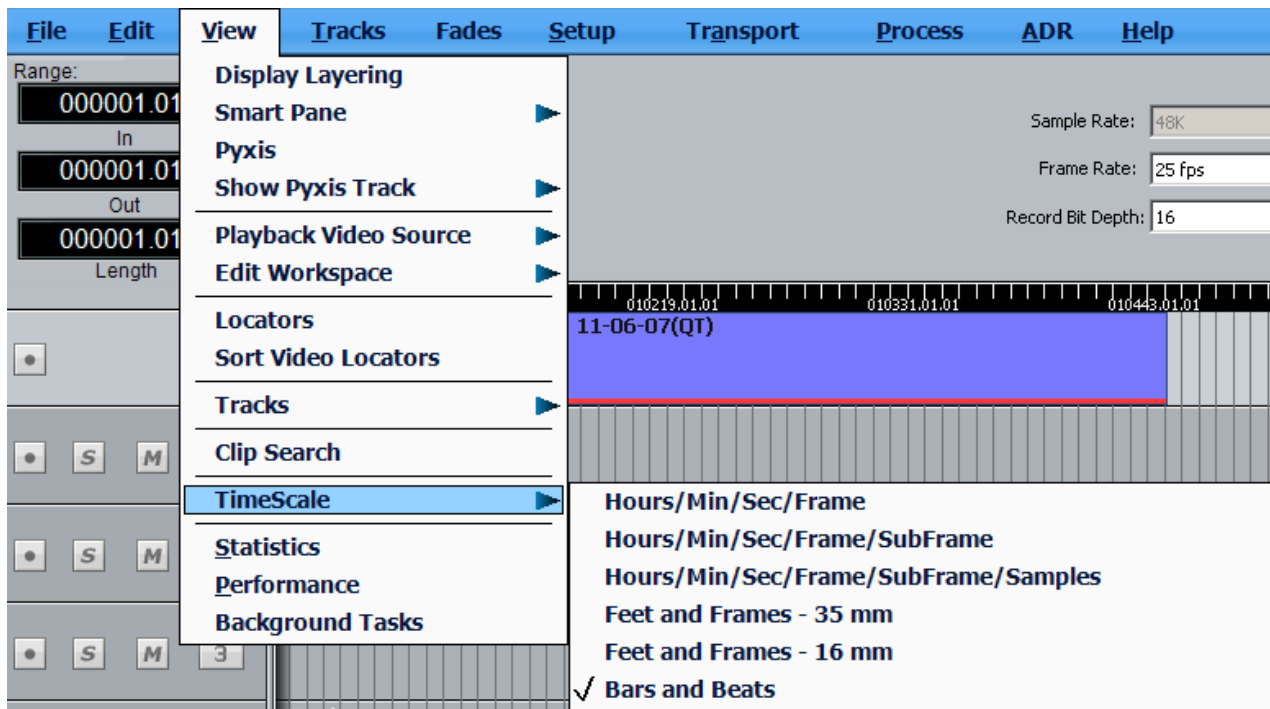 File Edit View Tracks Fades Setup Transport Process ADR Help
Range:
000001.01
In
000001.01
Out
000001.01
Length
Display Layering
Smart Pane
Pyxis
Show Pyxis Track
Playback Video Source
Edit Workspace
Locators
Sort Video Locators
Tracks
Clip Search
TimeScale
Statistics
Performance
Background Tasks
Sample Rate: 48K
Frame Rate: 25 fps
Record Bit Depth: 16
010219.01.01 010331.01.01 010443.01.01
11-06-07(QT)
S M
S M
S M 3
Hours/Min/Sec/Frame
Hours/Min/Sec/Frame/SubFrame
Hours/Min/Sec/Frame/SubFrame/Samples
Feet and Frames - 35 mm
Feet and Frames - 16 mm
Bars and Beats